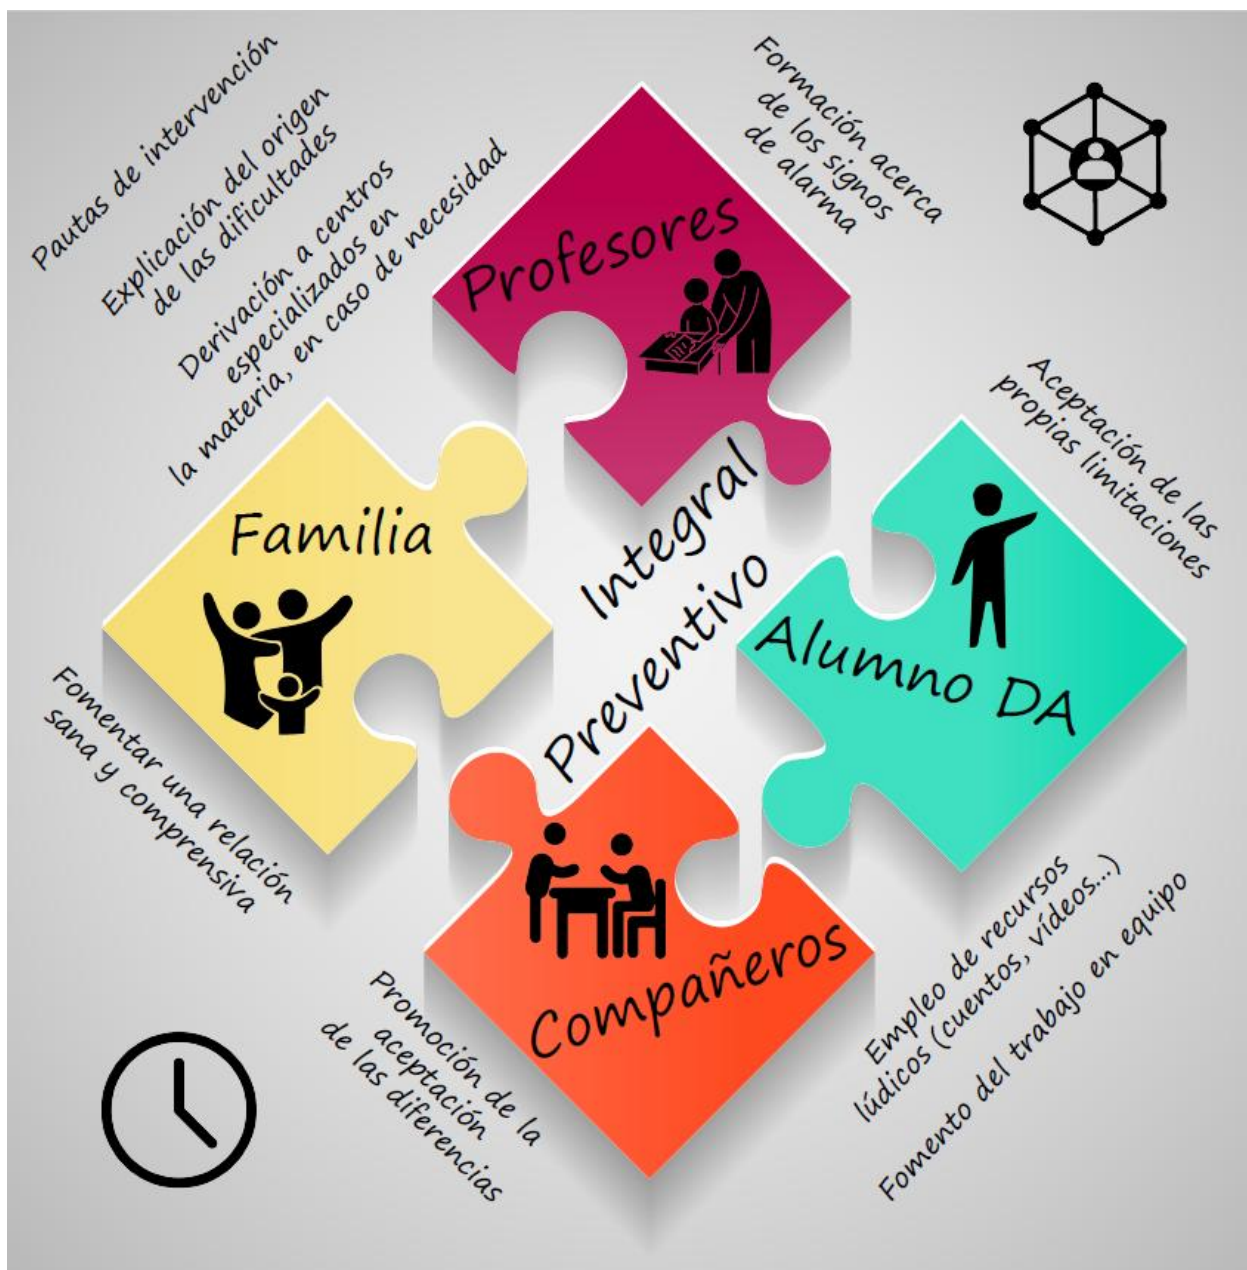 Pautas de intervención
Explicación del origen
de las dificultades
Derivación a centros
especializados en
la materia, en caso de necesidad
Formación acerca
de los signos
de alarma
Profesores
Aceptación de las
propias limitaciones
Familia
Integral
Preventivo
Alumno DA
Fomentar una relación
sana y comprensiva
Compañeros
Promoción de la
aceptación
de las diferencias
Empleo de recursos
lúdicos (cuentos, vídeos...)
Fomento del trabajo en equipo